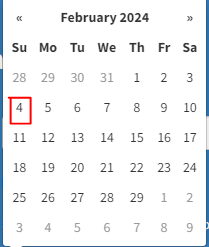 « February 2024 »
Su Mo Tu We Th Fr Sa
28 29 30 31 1 2 3
4 5 6 7 8 9 10
11 12 13 14 15 16 17
18 19 20 21 22 23 24
25 26 27 28 29 1 2
3 4 5 6 7 8 9